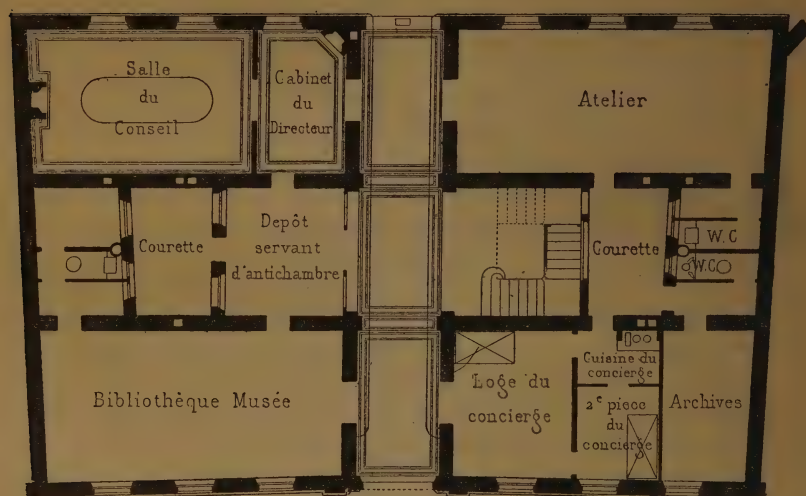 Salle
du
Conseil
Cabinet
du
Directeur
Atelier
Courette
Depôt
servant
d'antichambre
Courette
W.C
W.C
Bibliothèque Musée
Loge du
concierge
Cuisine du
concierge
2e pièce
du
concierge
Archives